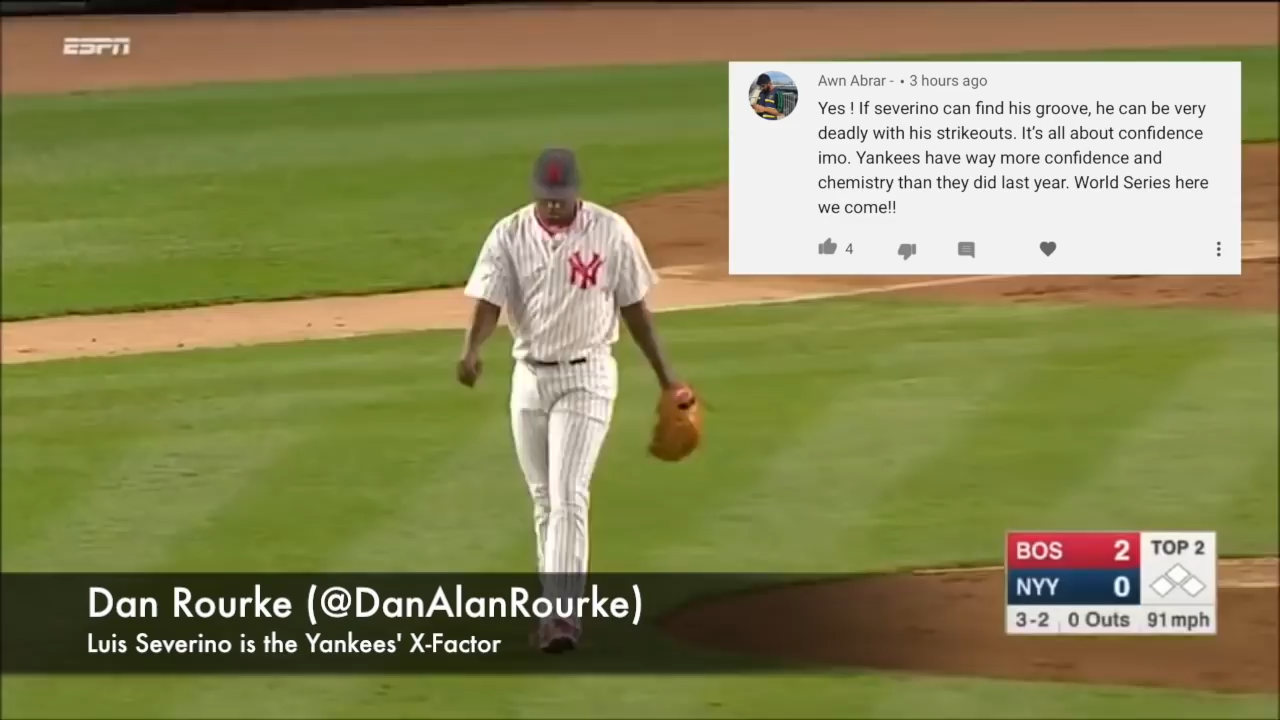 ESPN
Awn Abrar - • 3 hours ago
Yes ! If severino can find his groove, he can be very
deadly with his strikeouts. It's all about confidence
imo. Yankees have way more confidence and
chemistry than they did last year. World Series here
we come!!
4
NY
BOS 2 TOP 2
NYY 0
3-2 0 Outs 91 mph
Dan Rourke (@DanAlanRourke)
Luis Severino is the Yankees' X-Factor